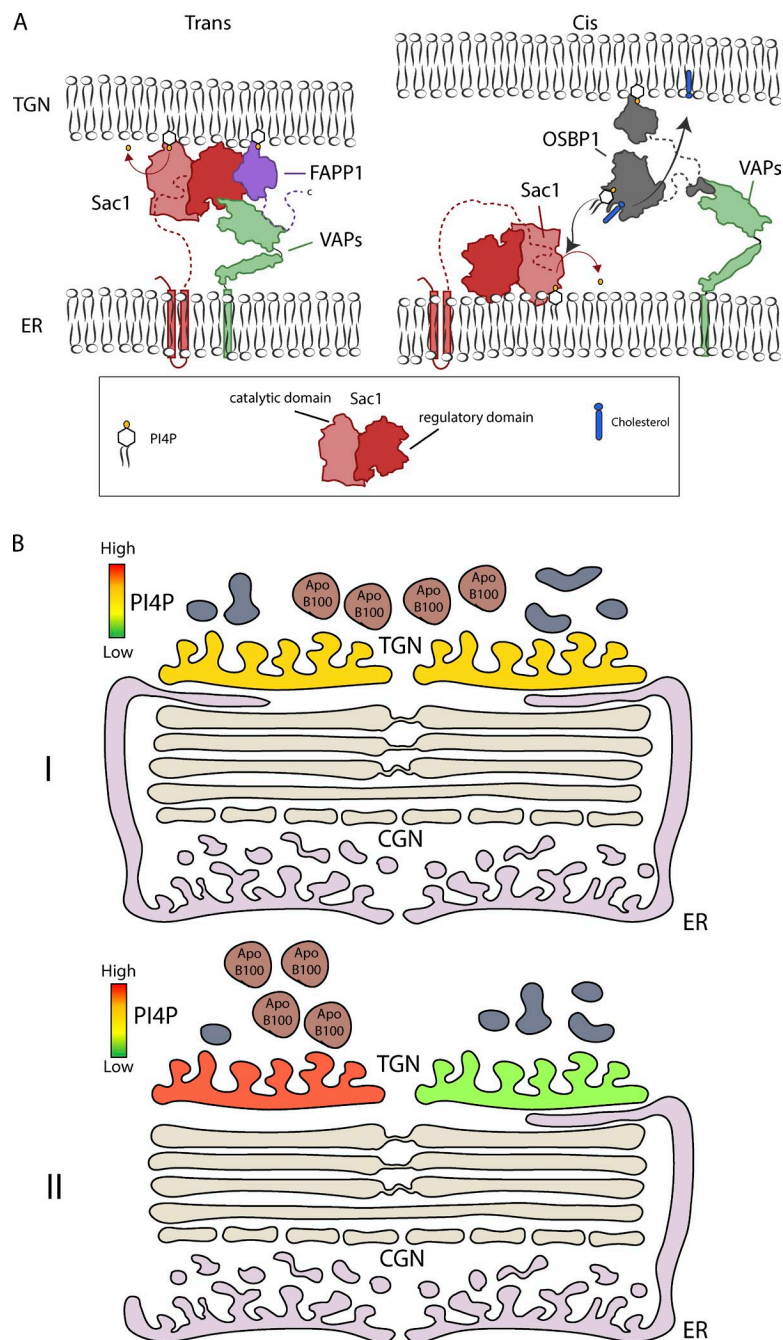 A
Trans
Cis
TGN
OSBP1
FAPP1
VAPs
Sac1
Sac1
c
VAPs
ER
Sac1
catalytic domain
regulatory domain
PI4P
Cholesterol
B
High
PI4P
Low
Apo
B100
Apo
B100
Apo
B100
Apo
B100
TGN
I
CGN
ER
High
PI4P
Low
Apo
B100
Apo
B100
Apo
B100
Apo
B100
TGN
II
CGN
ER